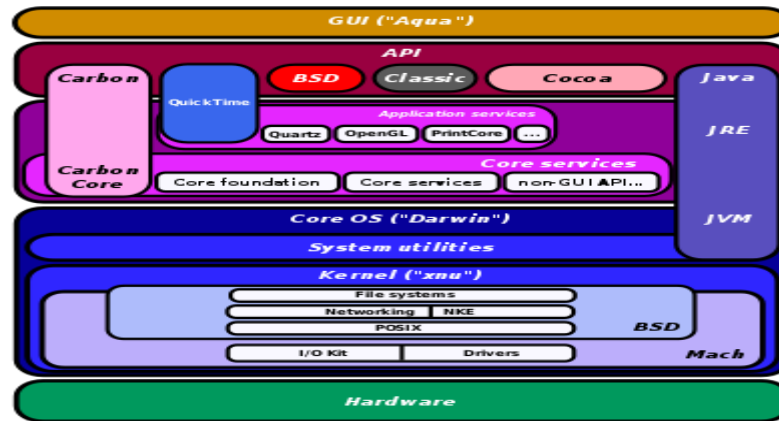 GUI ("Aqua")
API
Carbon
QuickTime
BSD
Classic
Cocoa
Java
Application services
Quartz
OpenGL
PrintCore
...
JRE
Carbon
Core
Core services
Core foundation
Core services
non-GUI API...
Core OS ("Darwin")
JVM
System utilities
Kernel ("xnu")
File systems
Networking
NKE
POSIX
BSD
I/O Kit
Drivers
Mach
Hardware